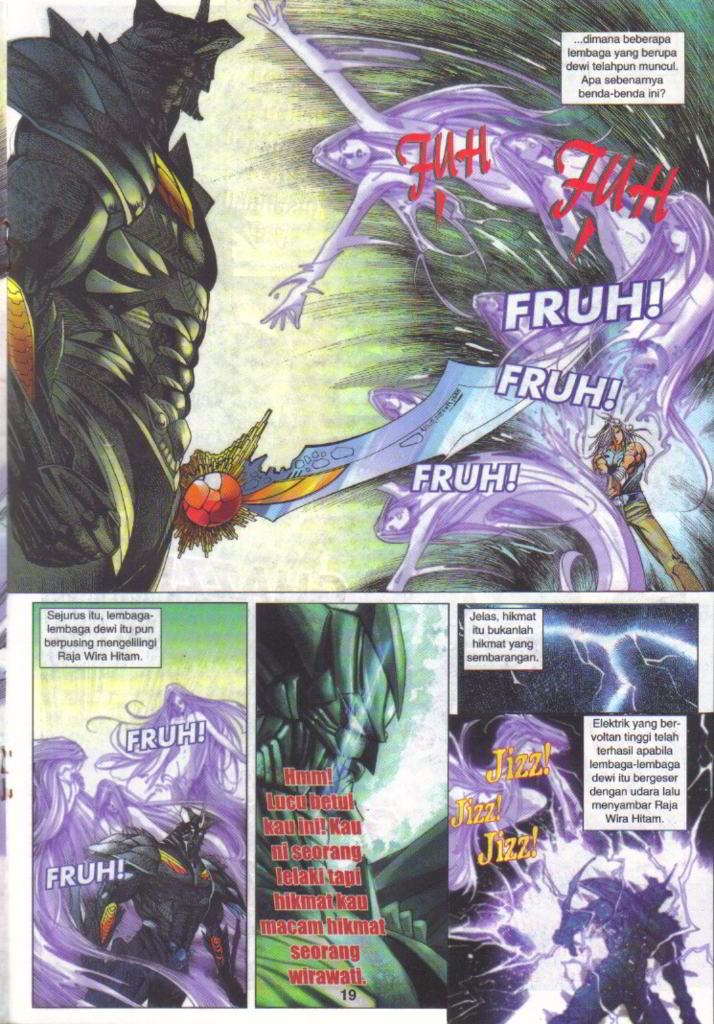 ...dimana beberapa
lembaga yang berupa
dewi telahpun muncul.
Apa sebenarnya
benda-benda ini?
FUH
!
FUH
!
FRUH!
FRUH!
FRUH!
Sejurus itu, lembaga-
lembaga dewi itu pun
berpusing mengelilingi
Raja Wira Hitam.
FRUH!
FRUH!
Hmm!
Lucu betul
kau ini! Kau
ni seorang
lelaki tapi
hikmat kau
macam hikmat
seorang
wirawati.
Jelas, hikmat
itu bukanlah
hikmat yang
sembarangan.
Elektrik yang ber-
voltan tinggi telah
terhasil apabila
lembaga-lembaga
dewi itu bergeser
dengan udara lalu
menyambar Raja
Wira Hitam.
Jizz!
Jizz!
Jizz!
19